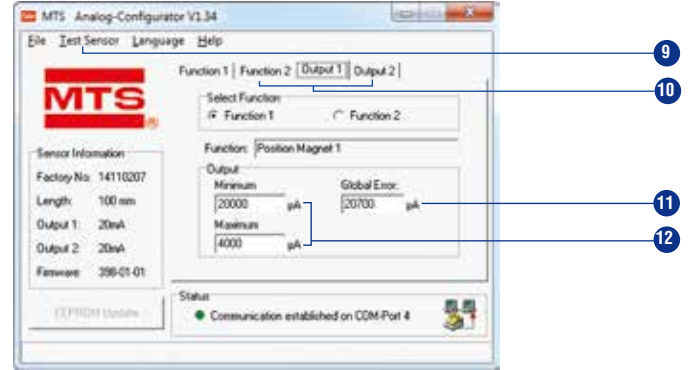 MTS Analog-Configurator V1.34
File Test Sensor Language Help
9
Function 1 Function 2 Output 1 Output 2
10
MTS
Select Function
Function 1 Function 2
Function: Position Magnet 1
Sensor Information
Factory No: 14110207
Length: 100 mm
Output 1: 20mA
Output 2: 20mA
Firmware: 398-01-01
Output
Minimum Global Error:
20000 µA 20700 µA
11
Maximum
12
4000 µA
EEPROM Update
Status
Communication established on COM-Port 4